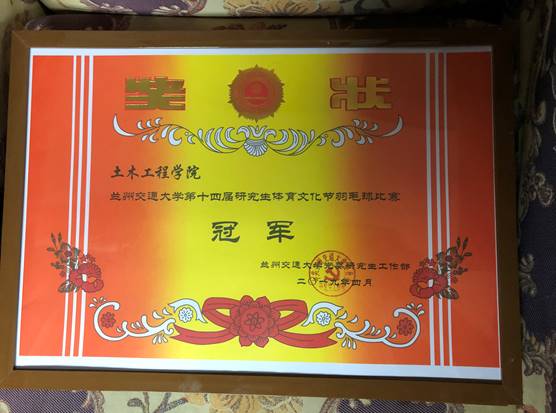 奖状
土木工程学院
兰州交通大学第十四届研究生体育文化节羽毛球比赛
冠军
兰州交通大学党委研究生工作部
二〇一九年四月